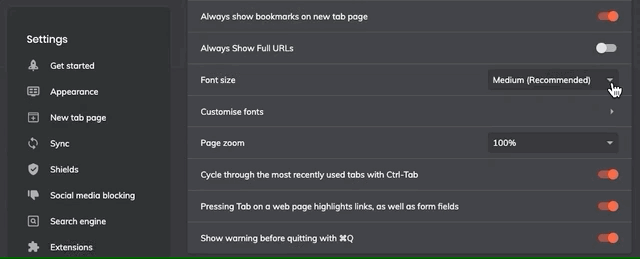 Settings
Get started
Appearance
New tab page
Sync
Shields
Social media blocking
Search engine
Extensions
Always show bookmarks on new tab page
Always Show Full URLs
Font size Medium (Recommended)
Customise fonts
Page zoom 100%
Cycle through the most recently used tabs with Ctrl-Tab
Pressing Tab on a web page highlights links, as well as form fields
Show warning before quitting with ⌘Q